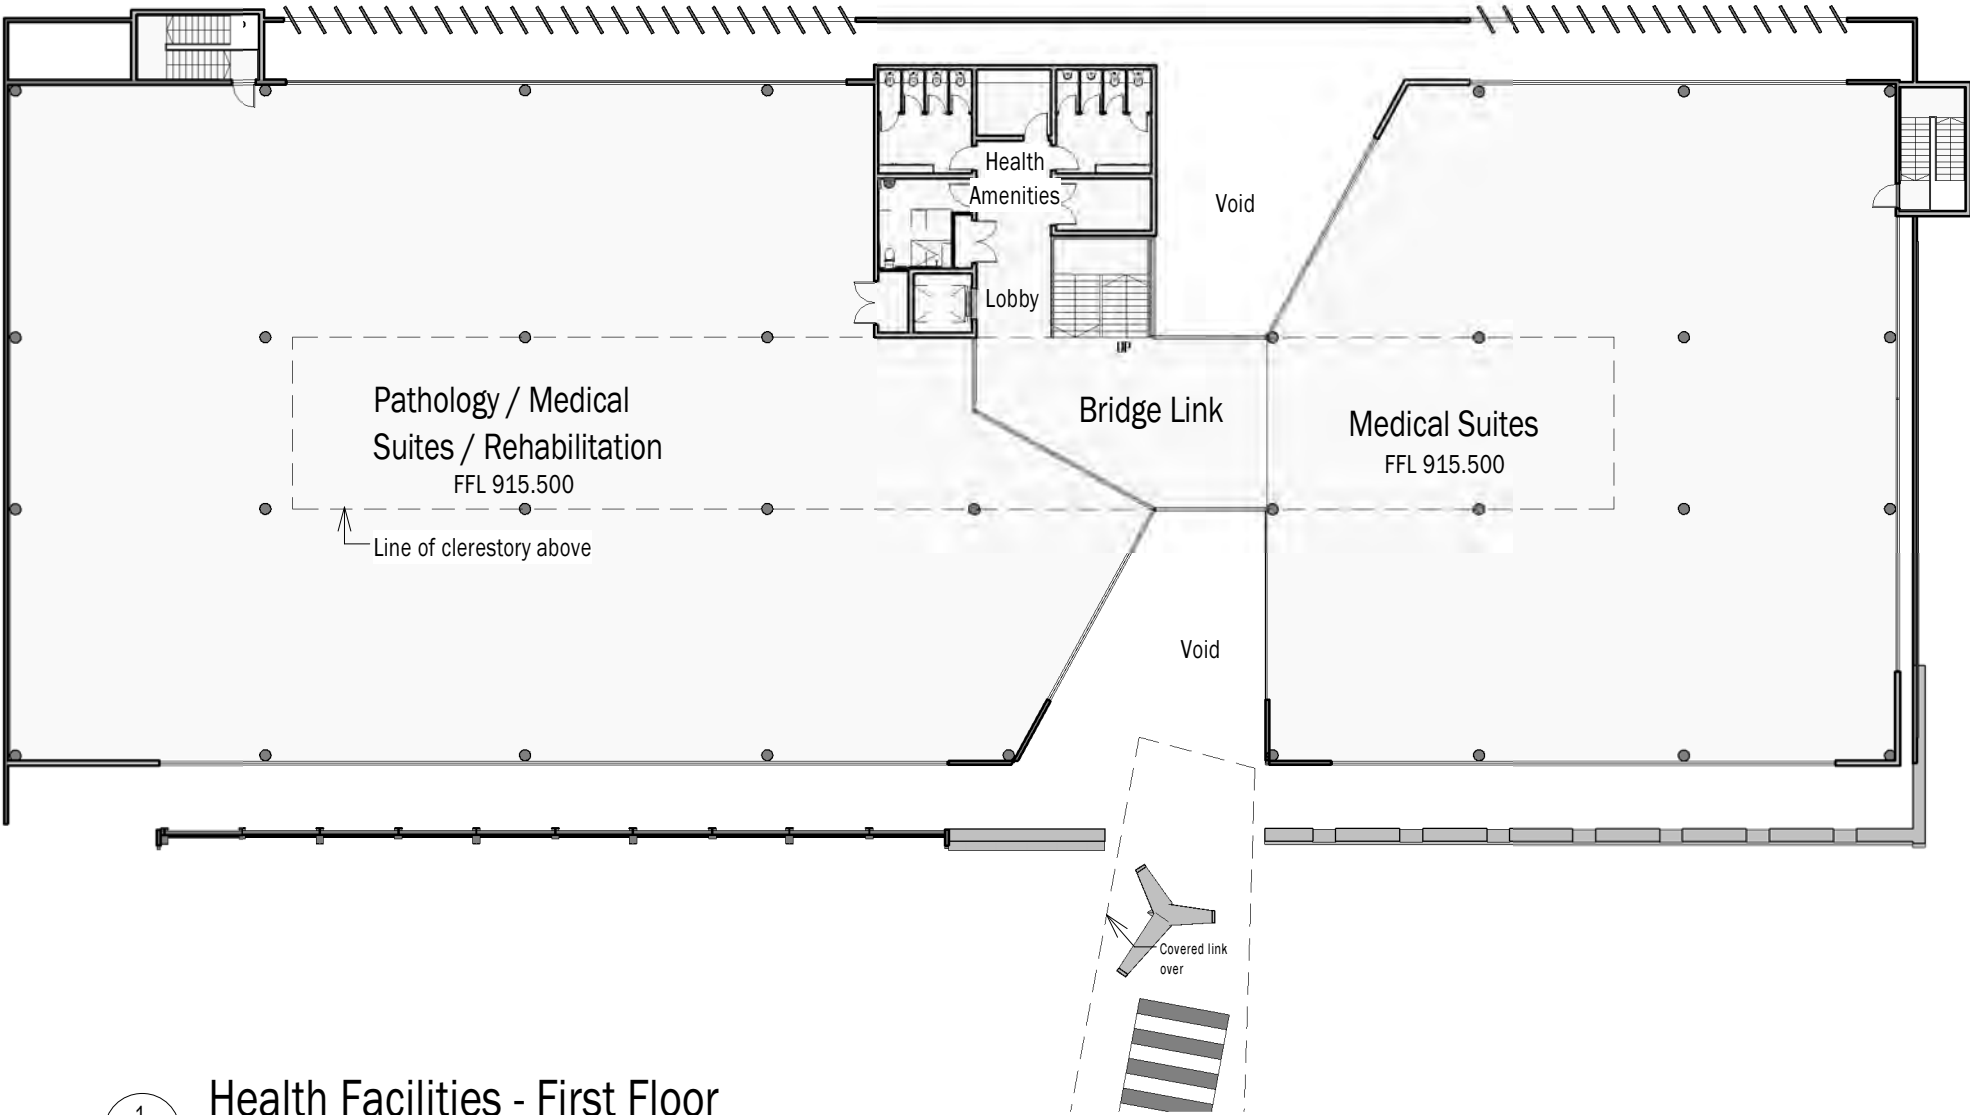 Health
Amenities
Void
Lobby
UP
Pathology / Medical
Suites / Rehabilitation
FFL 915.500
Bridge Link
Medical Suites
FFL 915.500
Line of clerestory above
Void
Covered link
over
1
Health Facilities - First Floor